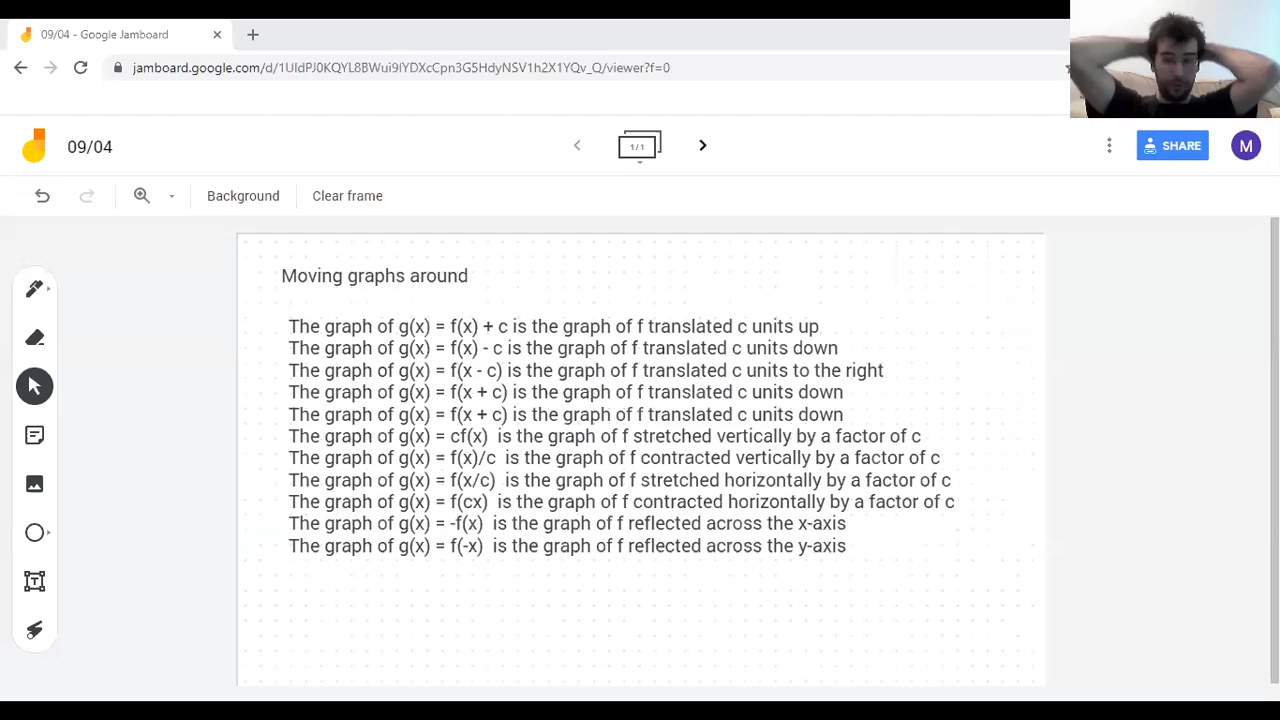 09/04 - Google Jamboard
jamboard.google.com/d/1UIdPJ0KQYL8BWui9IYDXcCpn3G5HdyNSV1h2X1YQv_Q/viewer?f=0
09/04
1/1
SHARE
M
Background
Clear frame
Moving graphs around
The graph of g(x) = f(x) + c is the graph of f translated c units up
The graph of g(x) = f(x) - c is the graph of f translated c units down
The graph of g(x) = f(x - c) is the graph of f translated c units to the right
The graph of g(x) = f(x + c) is the graph of f translated c units down
The graph of g(x) = f(x + c) is the graph of f translated c units down
The graph of g(x) = cf(x) is the graph of f stretched vertically by a factor of c
The graph of g(x) = f(x)/c is the graph of f contracted vertically by a factor of c
The graph of g(x) = f(x/c) is the graph of f stretched horizontally by a factor of c
The graph of g(x) = f(cx) is the graph of f contracted horizontally by a factor of c
The graph of g(x) = -f(x) is the graph of f reflected across the x-axis
The graph of g(x) = f(-x) is the graph of f reflected across the y-axis